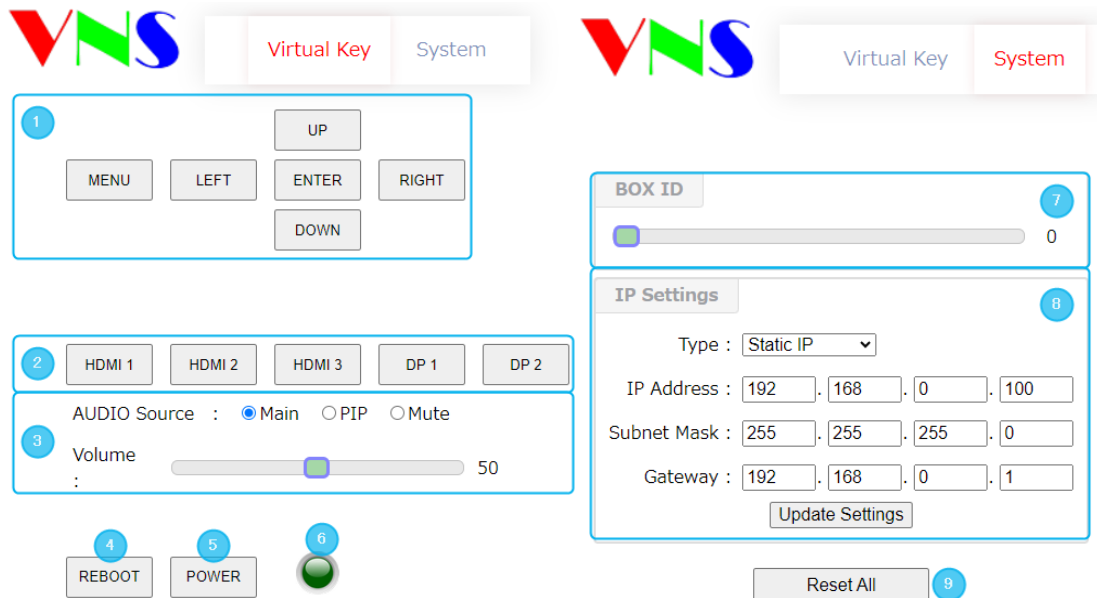 VNS
Virtual Key System
1
UP
MENU LEFT ENTER RIGHT
DOWN
2 HDMI 1 HDMI 2 HDMI 3 DP 1 DP 2
AUDIO Source : Main PIP Mute
3
Volume : 50
4 5 6
REBOOT POWER
VNS
Virtual Key System
BOX ID
7
0
IP Settings
8
Type : Static IP
IP Address : 192 . 168 . 0 . 100
Subnet Mask : 255 . 255 . 255 . 0
Gateway : 192 . 168 . 0 . 1
Update Settings
Reset All 9